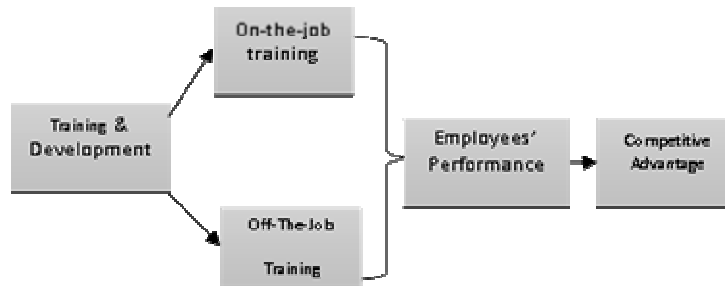 On-the-job
training
Training &
Development
Employees'
Performance
Competitive
Advantage
Off-The-Job
Training